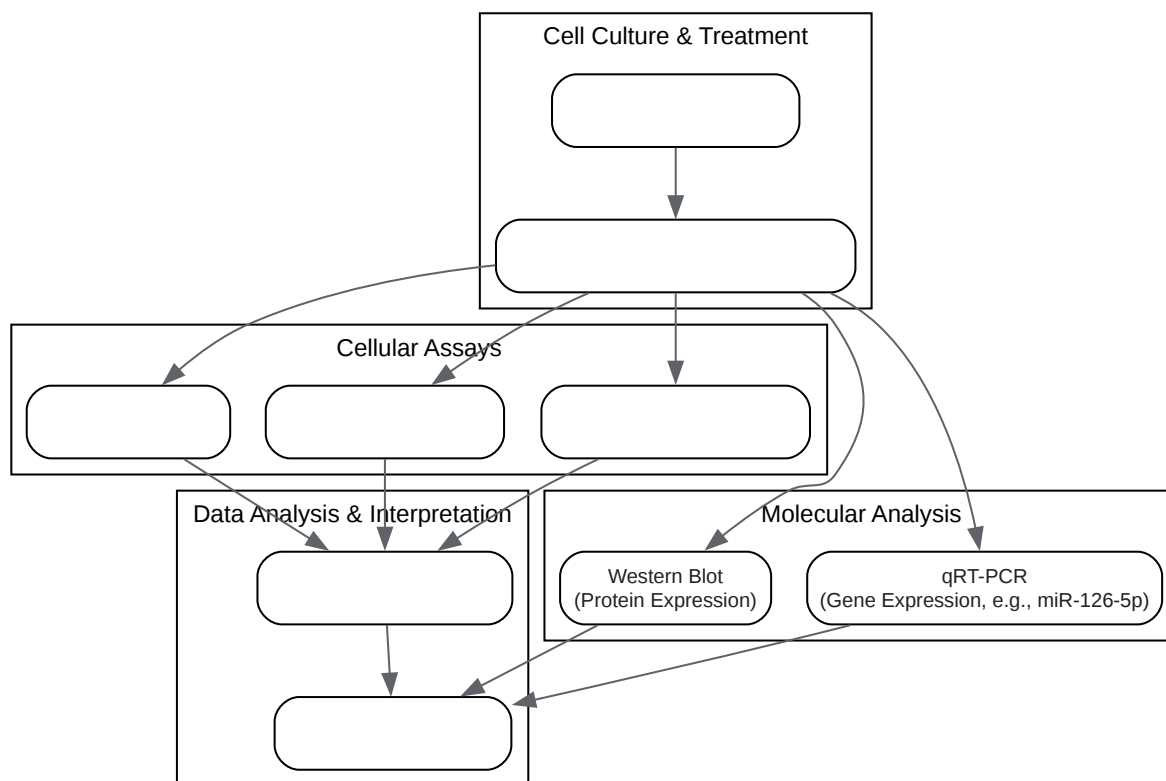 Cell Culture & Treatment
Cellular Assays
Data Analysis & Interpretation
Molecular Analysis
Western Blot
(Protein Expression)
qRT-PCR
(Gene Expression, e.g., miR-126-5p)